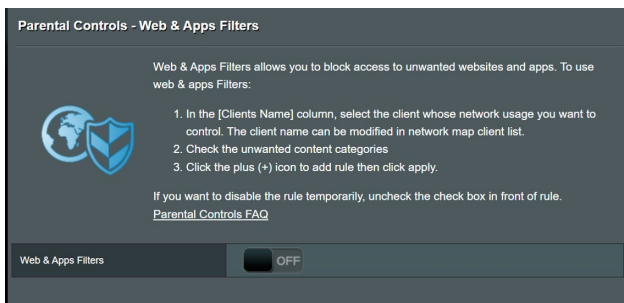 Parental Controls - Web & Apps Filters
Web & Apps Filters allows you to block access to unwanted websites and apps. To use
web & apps Filters:
1. In the [Clients Name] column, select the client whose network usage you want to
control. The client name can be modified in network map client list.
2. Check the unwanted content categories
3. Click the plus (+) icon to add rule then click apply.
If you want to disable the rule temporarily, uncheck the check box in front of rule.
Parental Controls FAQ
Web & Apps Filters OFF